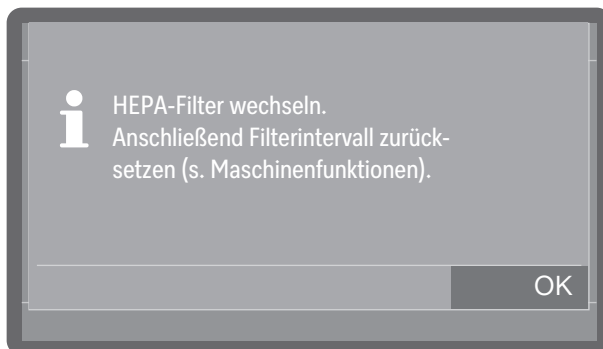 HEPA-Filter wechseln.
Anschließend Filterintervall zurück-
setzen (s. Maschinenfunktionen).
OK